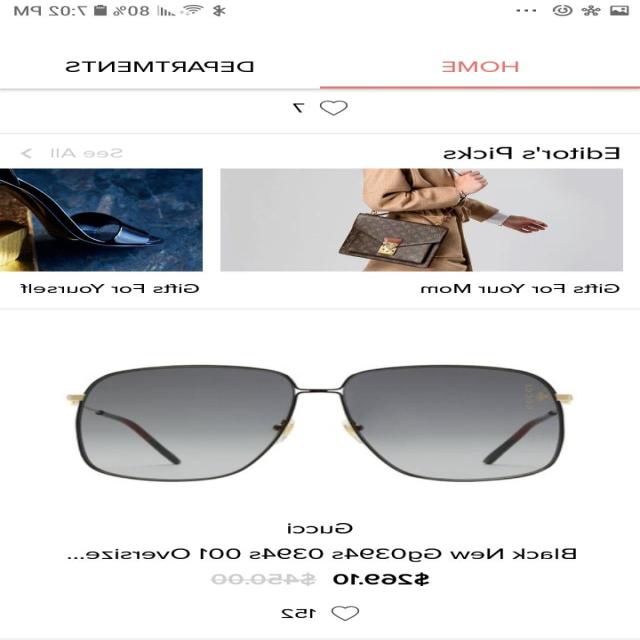 7:02 PM 80%
HOME DEPARTMENTS
7
Editor's Picks See All >
Gifts For Your Mom Gifts For Yourself
Gucci
Black New Gg0394s 0394s 001 Oversize...
$269.10 $450.00
152